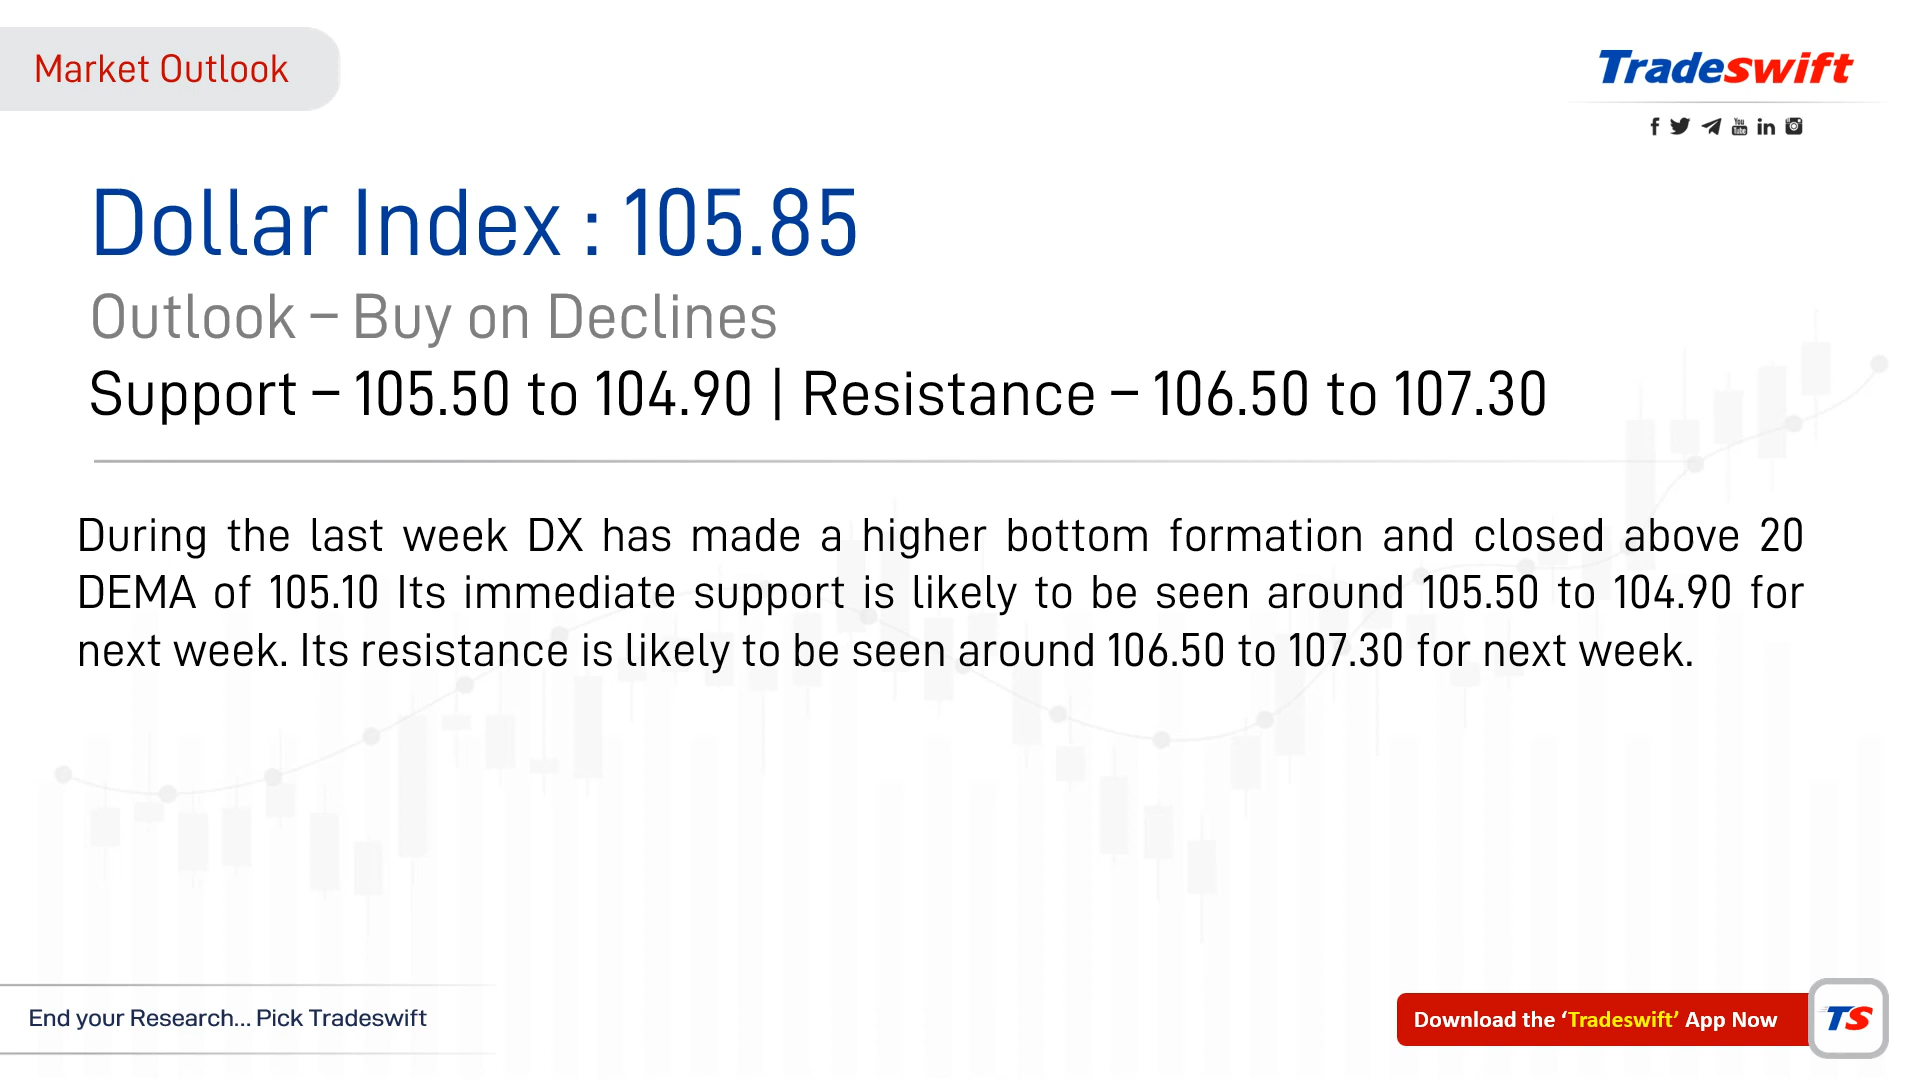 Market Outlook
Tradeswift
You
Tube
in
Dollar Index : 105.85
Outlook – Buy on Declines
Support – 105.50 to 104.90 | Resistance – 106.50 to 107.30
During the last week DX has made a higher bottom formation and closed above 20
DEMA of 105.10 Its immediate support is likely to be seen around 105.50 to 104.90 for
next week. Its resistance is likely to be seen around 106.50 to 107.30 for next week.
End your Research... Pick Tradeswift
Download the ‘Tradeswift’ App Now
TS